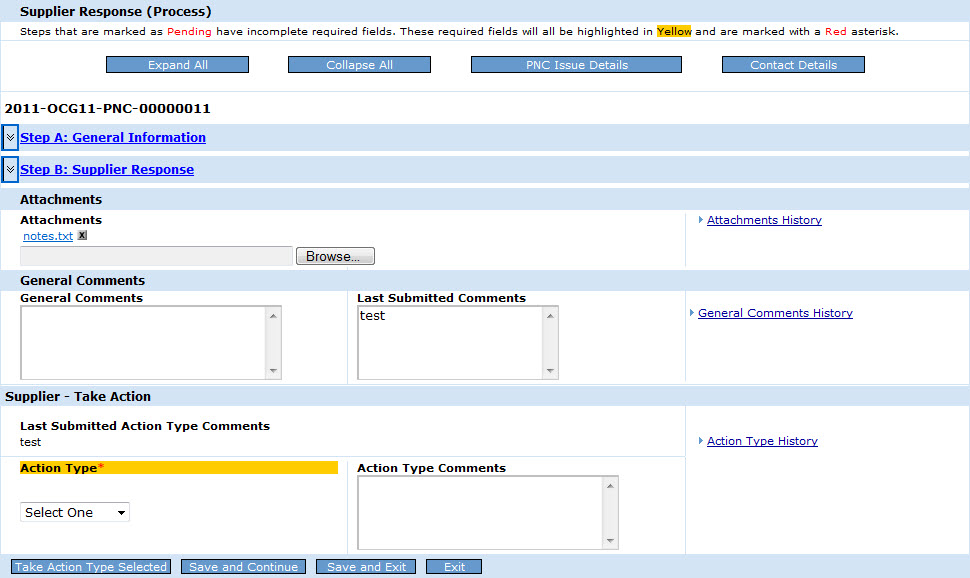 Supplier Response (Process)
Steps that are marked as Pending have incomplete required fields. These required fields will all be highlighted in Yellow and are marked with a Red asterisk.
Expand All Collapse All PNC Issue Details Contact Details
2011-OCG11-PNC-00000011
Step A: General Information
Step B: Supplier Response
Attachments
Attachments
Attachments History
notes.txt x
Browse...
General Comments
General Comments Last Submitted Comments
test
General Comments History
Supplier - Take Action
Last Submitted Action Type Comments
test
Action Type History
Action Type* Action Type Comments
Select One
Take Action Type Selected Save and Continue Save and Exit Exit